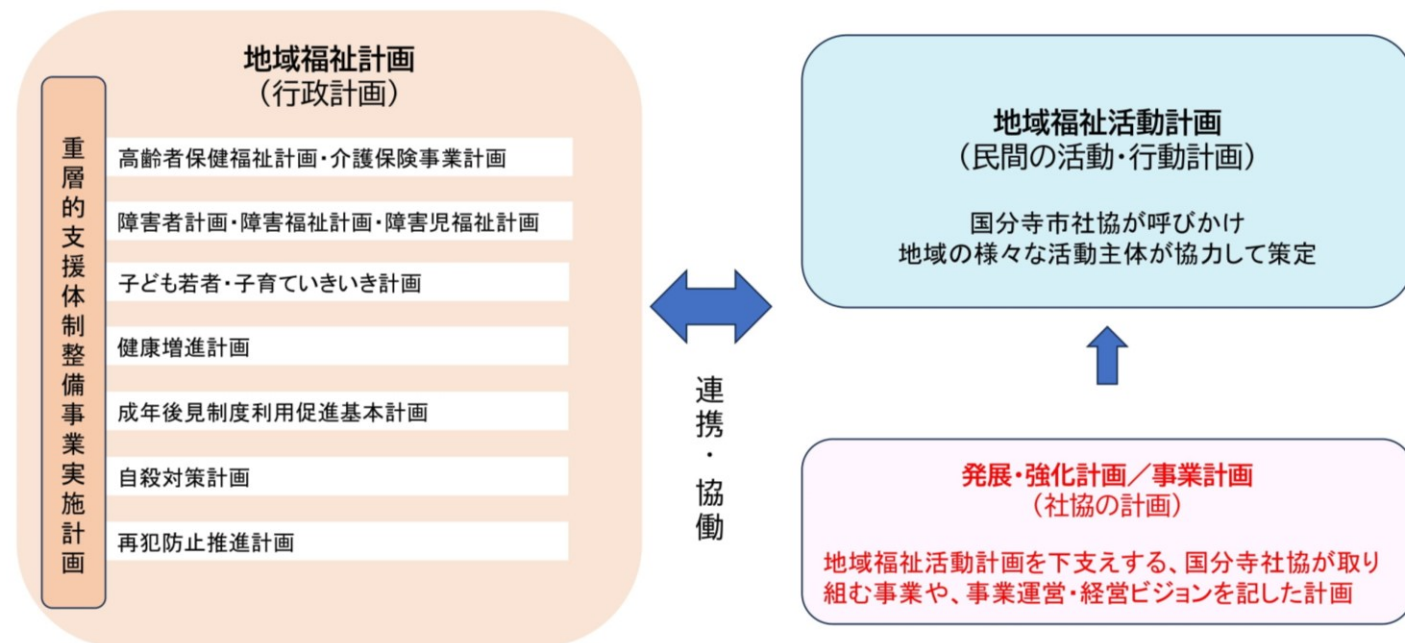 地域福祉計画
（行政計画）
重層的支援体制整備事業実施計画
高齢者保健福祉計画・介護保険事業計画
障害者計画・障害福祉計画・障害児福祉計画
子ども若者・子育ていきいき計画
健康増進計画
成年後見制度利用促進基本計画
自殺対策計画
再犯防止推進計画
連携・協働
地域福祉活動計画
（民間の活動・行動計画）
国分寺市社協が呼びかけ
地域の様々な活動主体が協力して策定
発展・強化計画／事業計画
（社協の計画）
地域福祉活動計画を下支えする、国分寺社協が取り
組む事業や、事業運営・経営ビジョンを記した計画